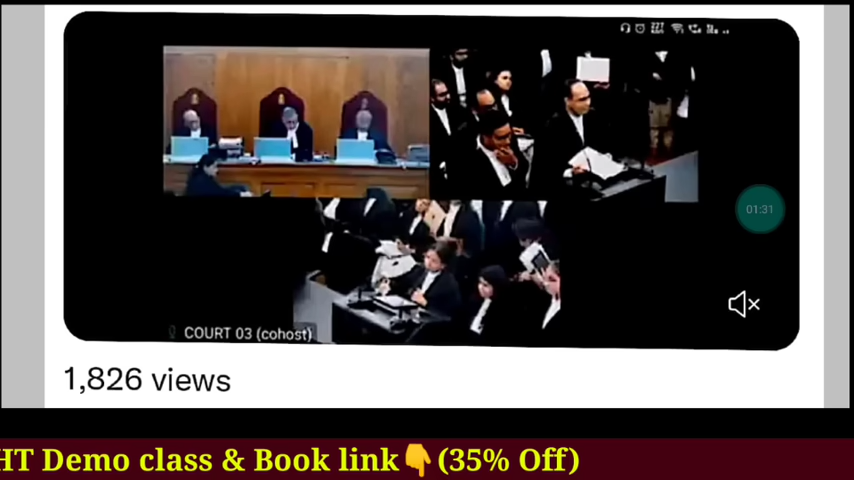 01:31
COURT 03 (cohost)
1,826 views
HT Demo class & Book link👇(35% Off)